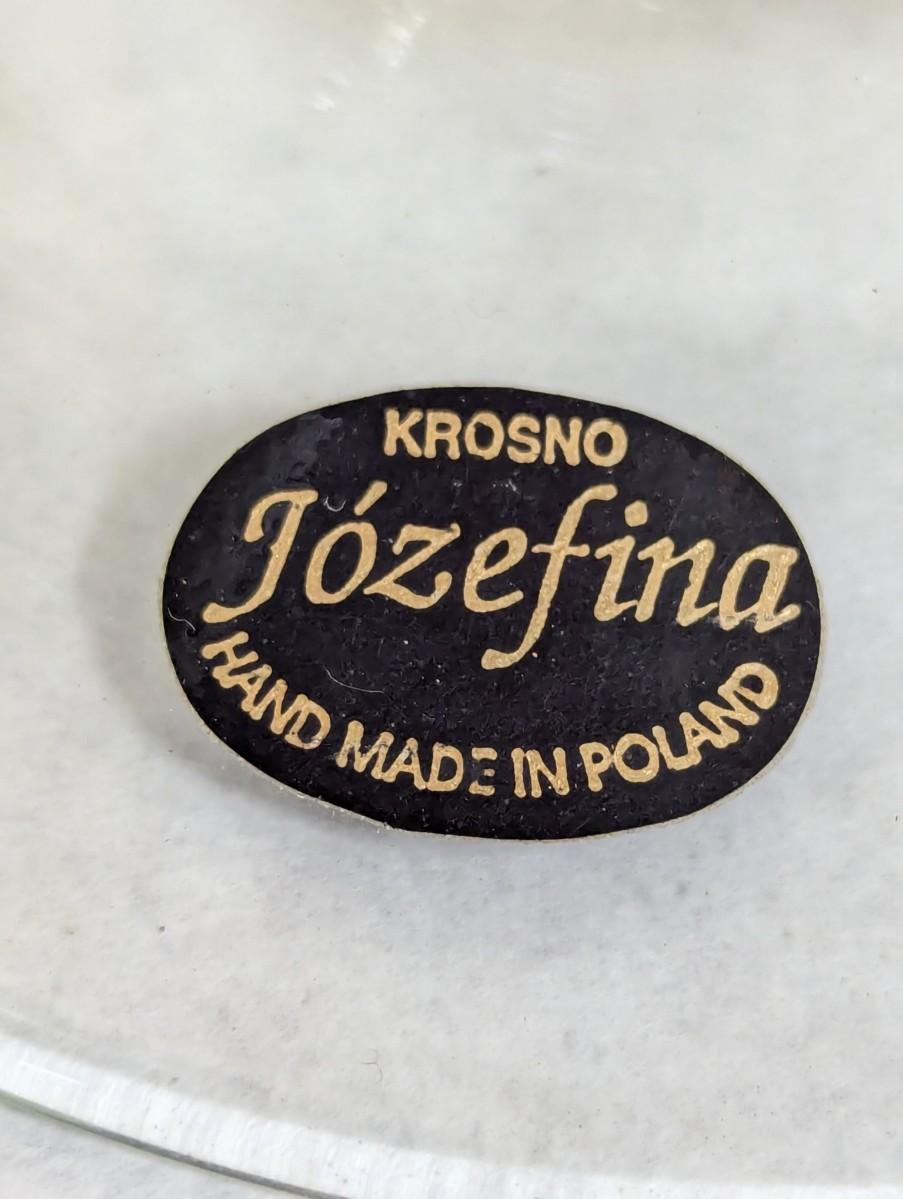 KROSNO
Józefina
HAND MADE IN POLAND